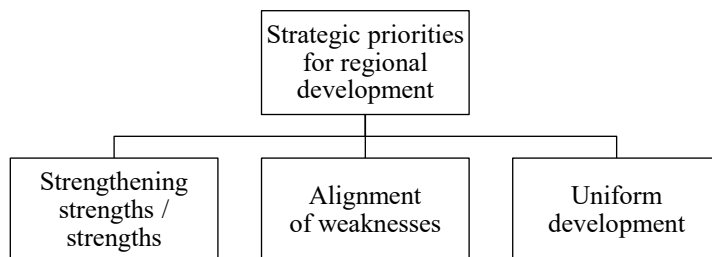 Strategic priorities
for regional
development
Strengthening
strengths /
strengths
Alignment
of weaknesses
Uniform
development